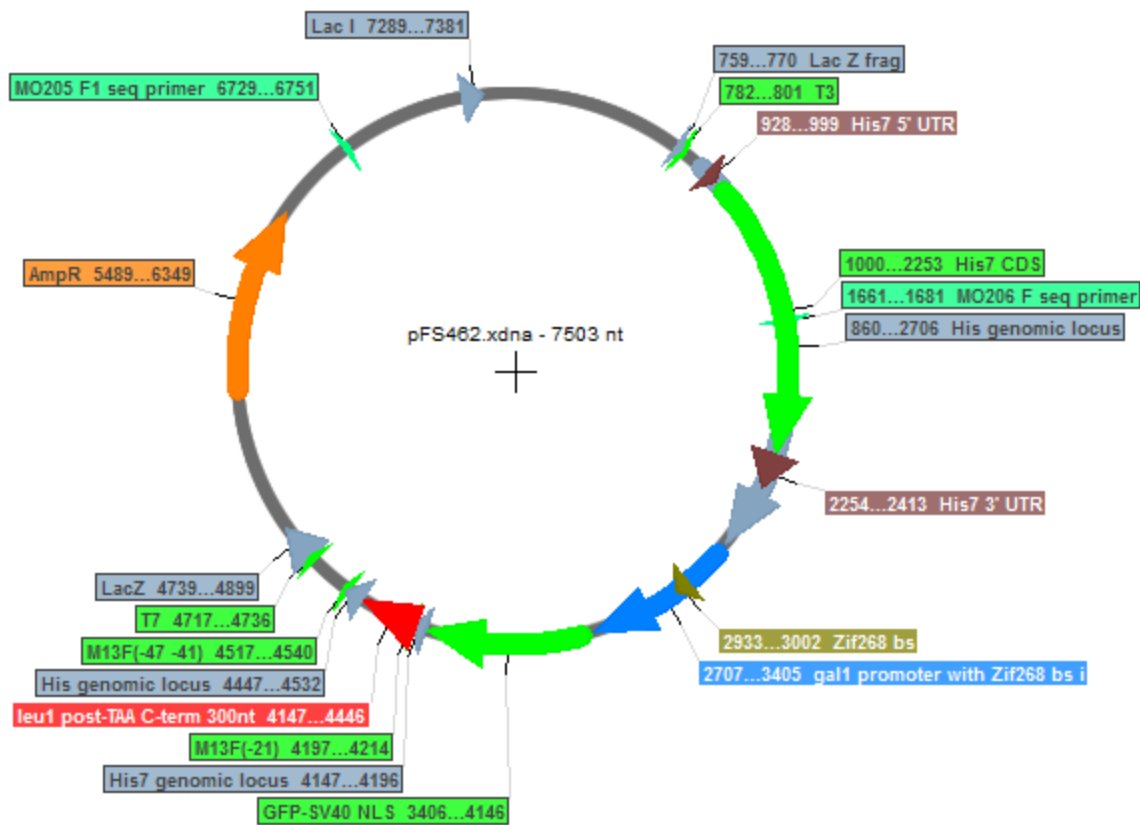 Lac I 7289...7381
759...770 Lac Z frag
MO205 F1 seq primer 6729...6751
782...801 T3
928...999 His7 5' UTR
AmpR 5489...6349
1000...2253 His7 CDS
1661...1681 MO206 F seq primer
860...2706 His genomic locus
pFS462.xdna - 7503 nt
2254...2413 His7 3' UTR
LacZ 4739...4899
T7 4717...4736
2933...3002 Zif268 bs
M13F(-47 -41) 4517...4540
2707...3405 gal1 promoter with Zif268 bs i
His genomic locus 4447...4532
leu1 post-TAA C-term 300nt 4147...4446
M13F(-21) 4197...4214
His7 genomic locus 4147...4196
GFP-SV40 NLS 3406...4146